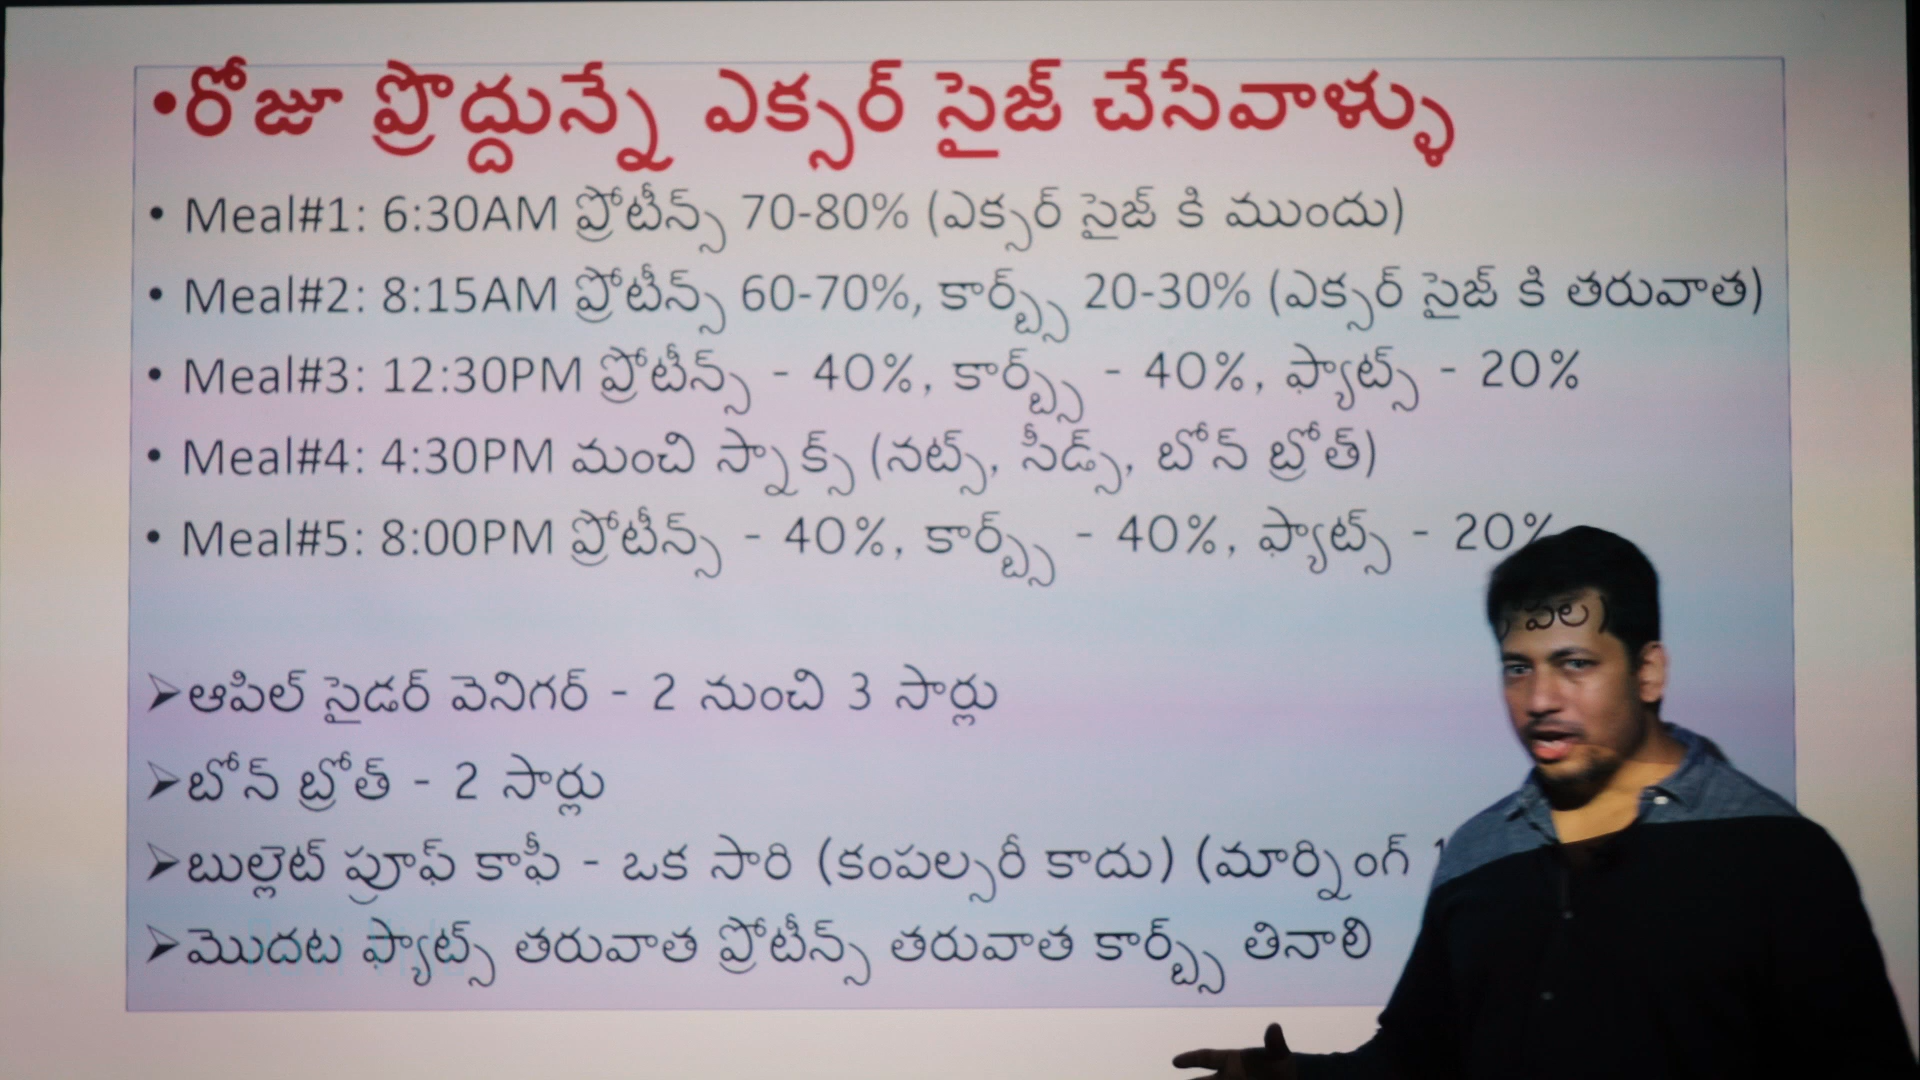 •రోజూ ప్రొద్దున్నే ఎక్సర్ సైజ్ చేసేవాళ్ళు
• Meal#1: 6:30AM ప్రోటీన్స్ 70-80% (ఎక్సర్ సైజ్ కి ముందు)
• Meal#2: 8:15AM ప్రోటీన్స్ 60-70%, కార్బ్స్ 20-30% (ఎక్సర్ సైజ్ కి తరువాత)
• Meal#3: 12:30PM ప్రోటీన్స్ - 40%, కార్బ్స్ - 40%, ఫ్యాట్స్ - 20%
• Meal#4: 4:30PM మంచి స్నాక్స్ (నట్స్, సీడ్స్, బోన్ బ్రోత్)
• Meal#5: 8:00PM ప్రోటీన్స్ - 40%, కార్బ్స్ - 40%, ఫ్యాట్స్ - 20%
➢ఆపిల్ సైడర్ వెనిగర్ - 2 నుంచి 3 సార్లు
➢బోన్ బ్రోత్ - 2 సార్లు
➢బుల్లెట్ ప్రూఫ్ కాఫీ - ఒక సారి (కంపల్సరీ కాదు) (మార్నింగ్
➢మొదట ఫ్యాట్స్ తరువాత ప్రోటీన్స్ తరువాత కార్బ్స్ తినాలి